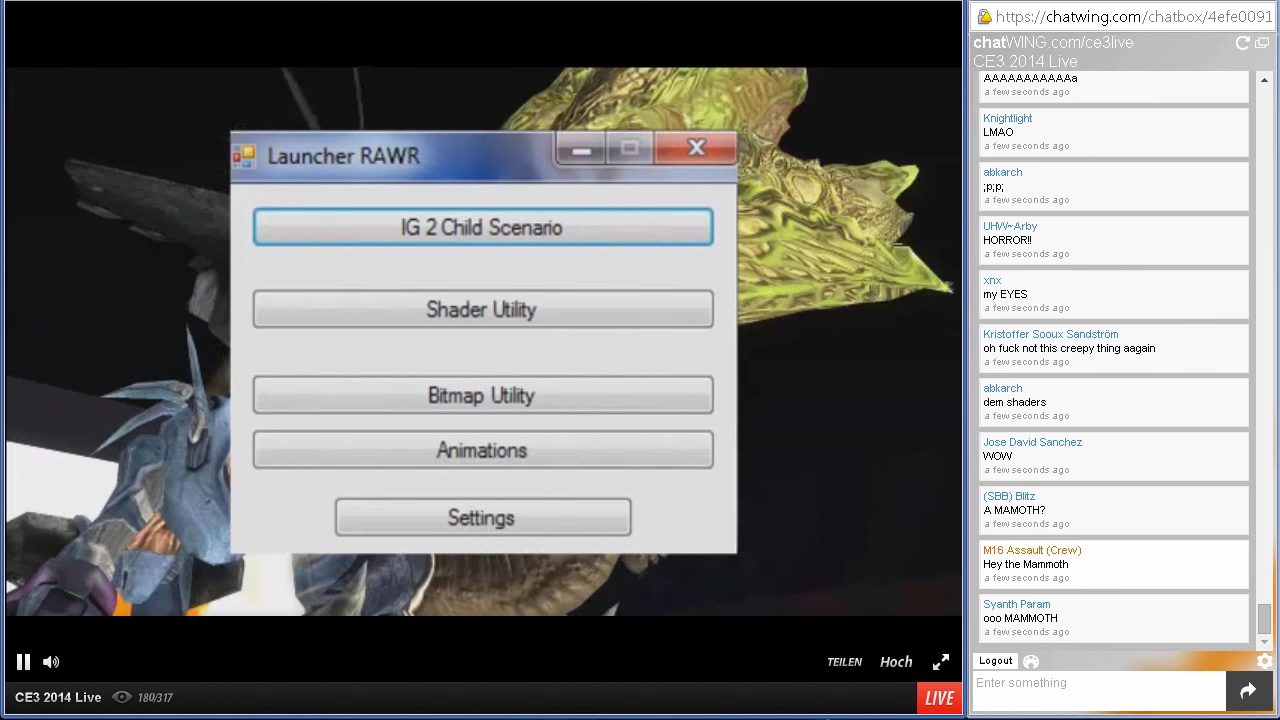 Launcher RAWR
IG 2 Child Scenario
Shader Utility
Bitmap Utility
Animations
Settings
TEILEN
Hoch
CE3 2014 Live
180/317
LIVE
https://chatwing.com/chatbox/4efe0091
chatWING.com/ce3live
CE3 2014 Live
AAAAAAAAAAAa
a few seconds ago
Knightlight
LMAO
a few seconds ago
abkarch
;p;p;
a few seconds ago
UHW~Arby
HORROR!!
a few seconds ago
xnx
my EYES
a few seconds ago
Kristoffer Sooux Sandström
oh fuck not this creepy thing aagain
a few seconds ago
abkarch
dem shaders
a few seconds ago
Jose David Sanchez
WOW
a few seconds ago
(SBB) Blitz
A MAMOTH?
a few seconds ago
M16 Assault (Crew)
Hey the Mammoth
a few seconds ago
Syanth Param
ooo MAMMOTH
a few seconds ago
Logout
Enter something